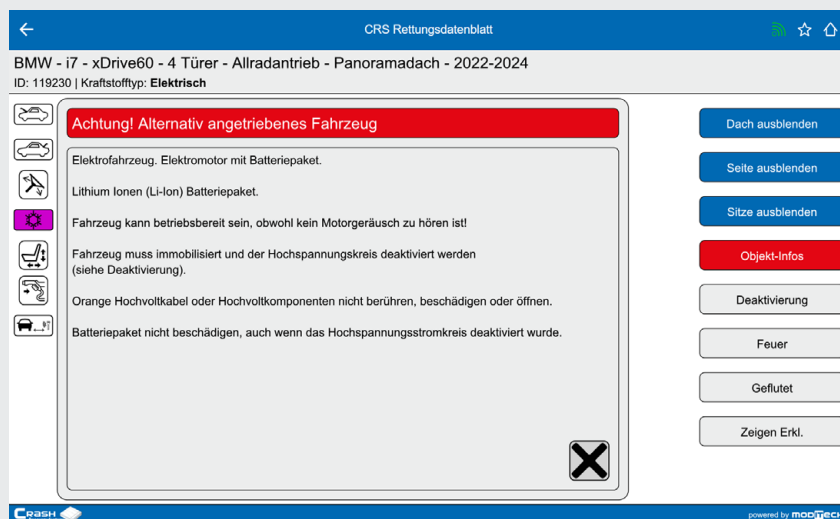 CRS Rettungsdatenblatt
BMW - i7 - xDrive60 - 4 Türer - Allradantrieb - Panoramadach - 2022-2024
ID: 119230 | Kraftstofftyp: Elektrisch
Achtung! Alternativ angetriebenes Fahrzeug
Elektrofahrzeug. Elektromotor mit Batteriepaket.
Lithium Ionen (Li-Ion) Batteriepaket.
Fahrzeug kann betriebsbereit sein, obwohl kein Motorgeräusch zu hören ist!
Fahrzeug muss immobilisiert und der Hochspannungskreis deaktiviert werden
(siehe Deaktivierung).
Orange Hochvoltkabel oder Hochvoltkomponenten nicht berühren, beschädigen oder öffnen.
Batteriepaket nicht beschädigen, auch wenn das Hochspannungsstromkreis deaktiviert wurde.
Dach ausblenden
Seite ausblenden
Sitze ausblenden
Objekt-Infos
Deaktivierung
Feuer
Geflutet
Zeigen Erkl.
CRASH
powered by MODITECH